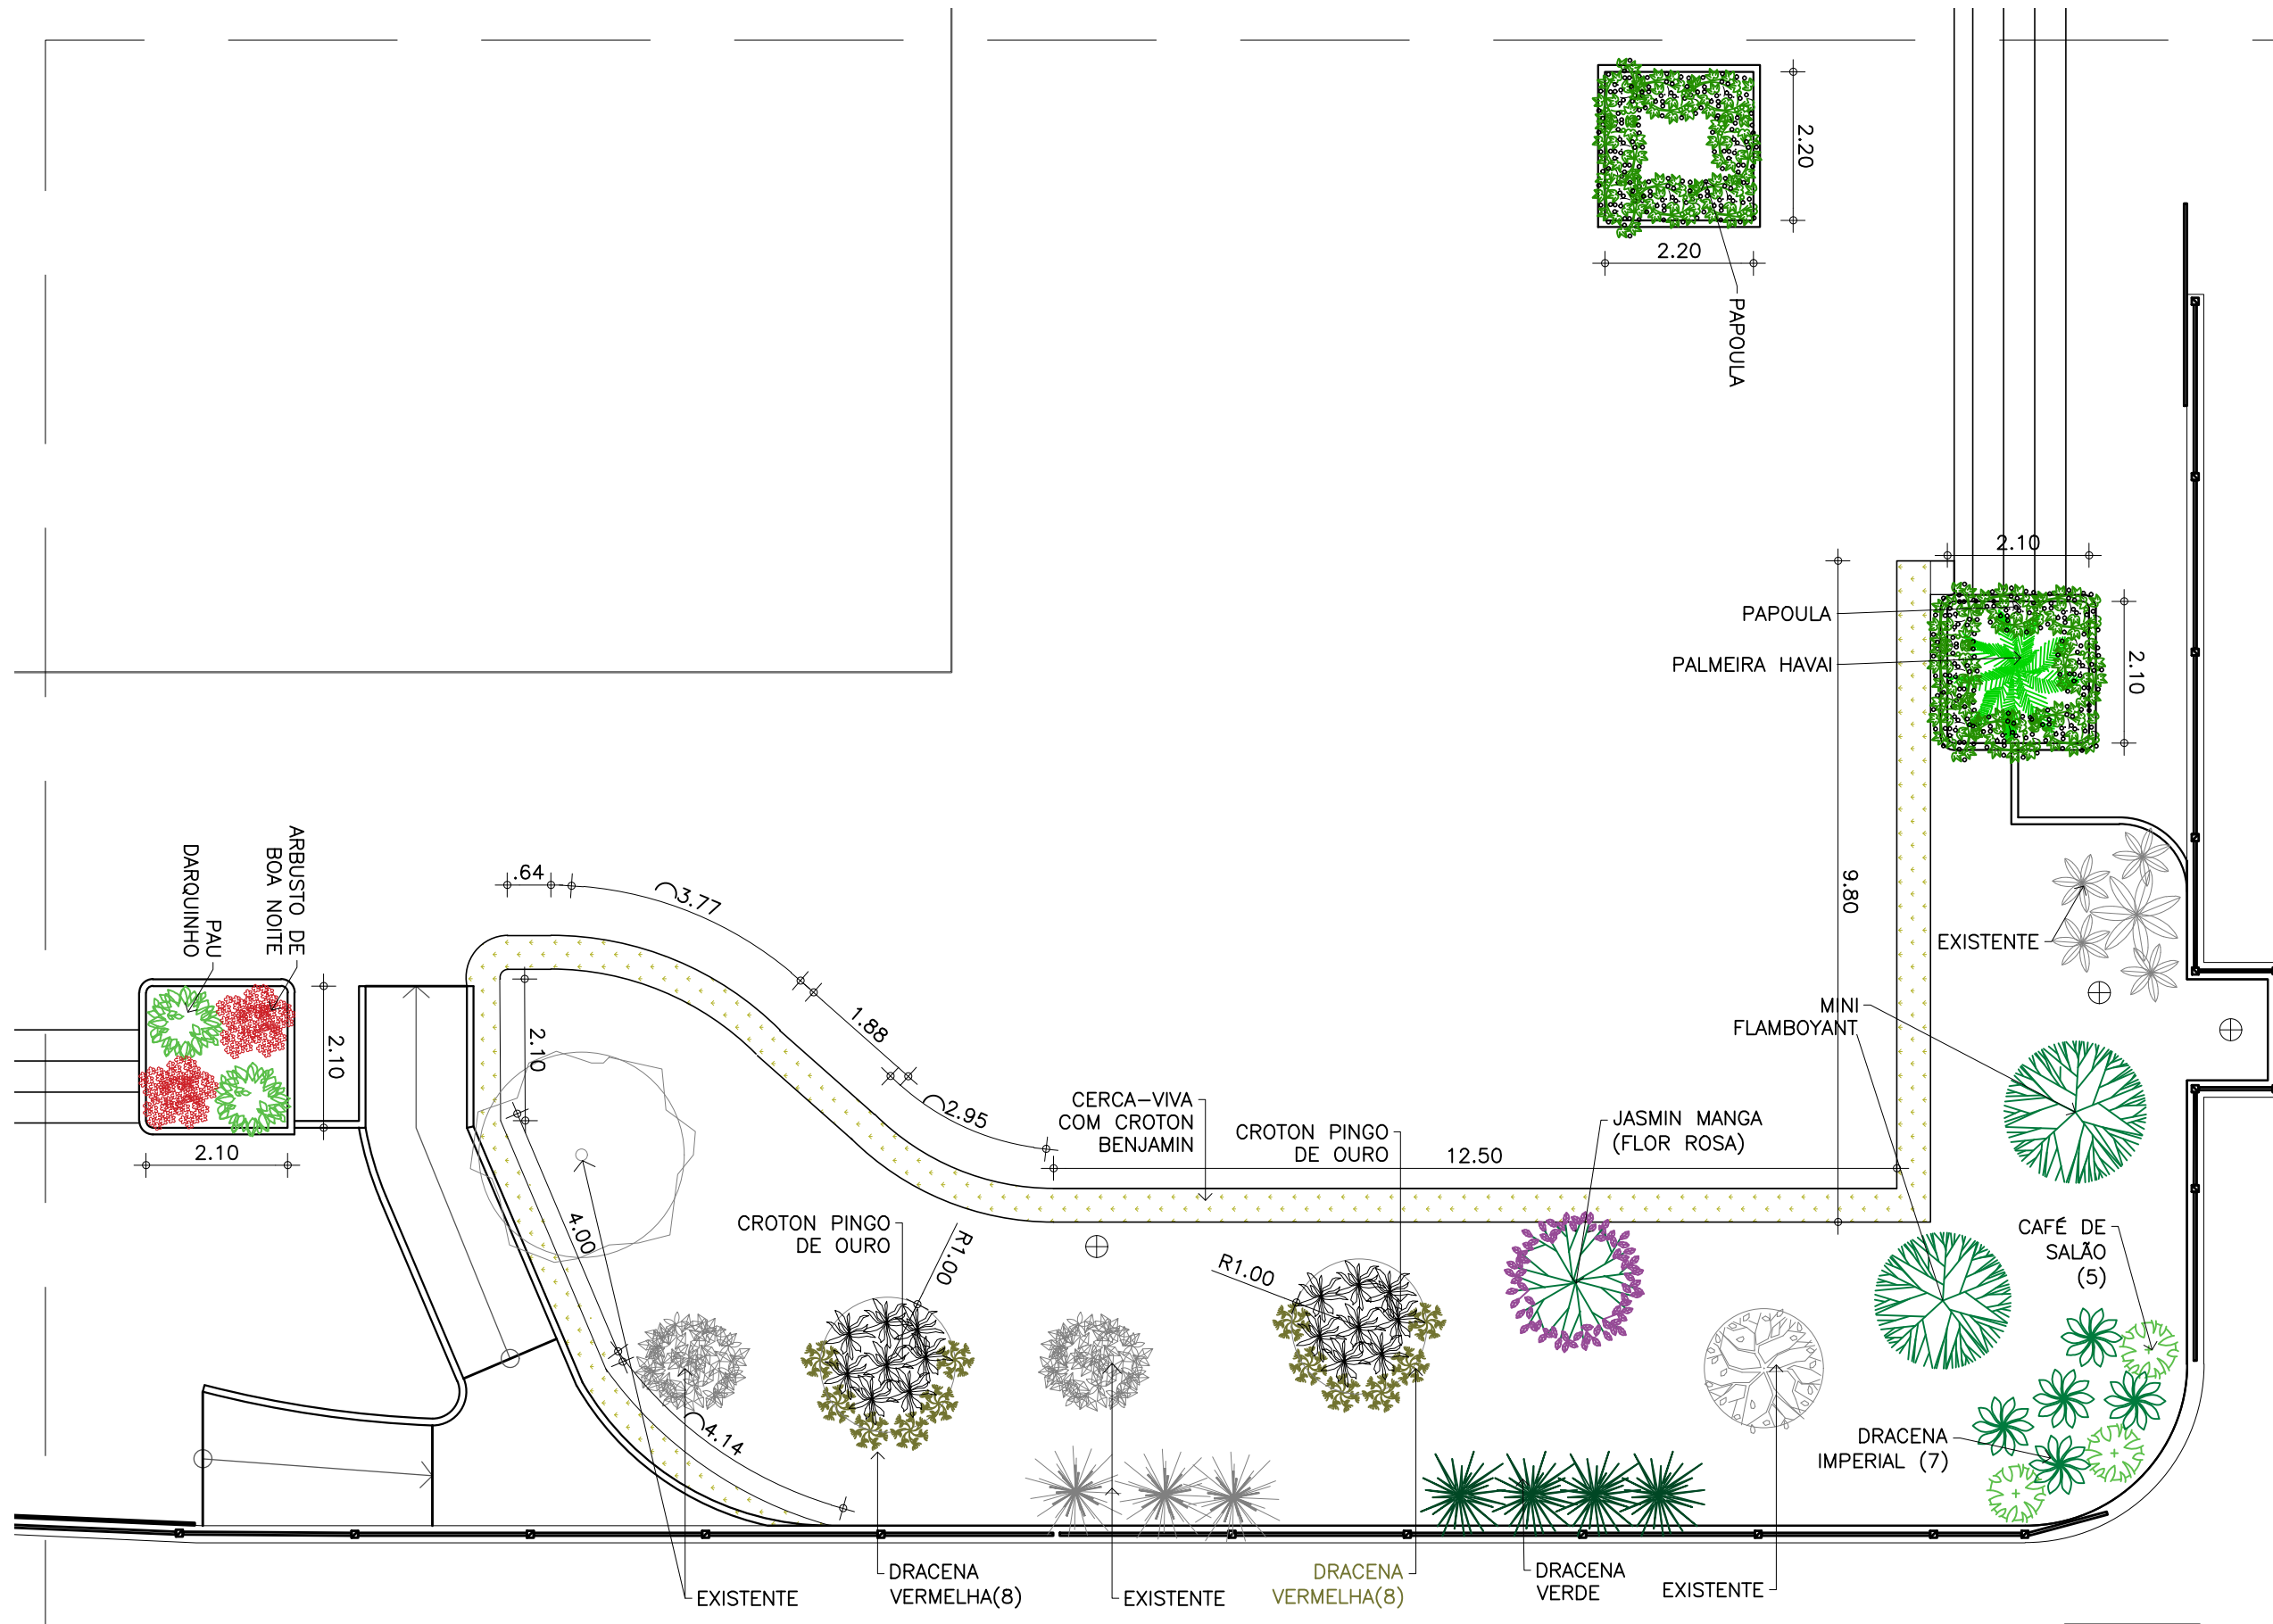 2.20
2.20
PAPOULA
2.10
PAPOULA
PALMEIRA HAVAI
2.10
9.80
EXISTENTE
MINI
FLAMBOYANT
ARBUSTO DE
BOA NOITE
PAU
DARQUINHO
2.10
2.10
.64
3.77
1.88
2.95
2.10
4.00
4.14
CERCA-VIVA
COM CROTON
BENJAMIN
CROTON PINGO
DE OURO
12.50
JASMIN MANGA
(FLOR ROSA)
CROTON PINGO
DE OURO
R1.00
R1.00
CAFÉ DE
SALÃO
(5)
DRACENA
IMPERIAL (7)
EXISTENTE
DRACENA
VERMELHA(8)
EXISTENTE
DRACENA
VERMELHA(8)
DRACENA
VERDE
EXISTENTE